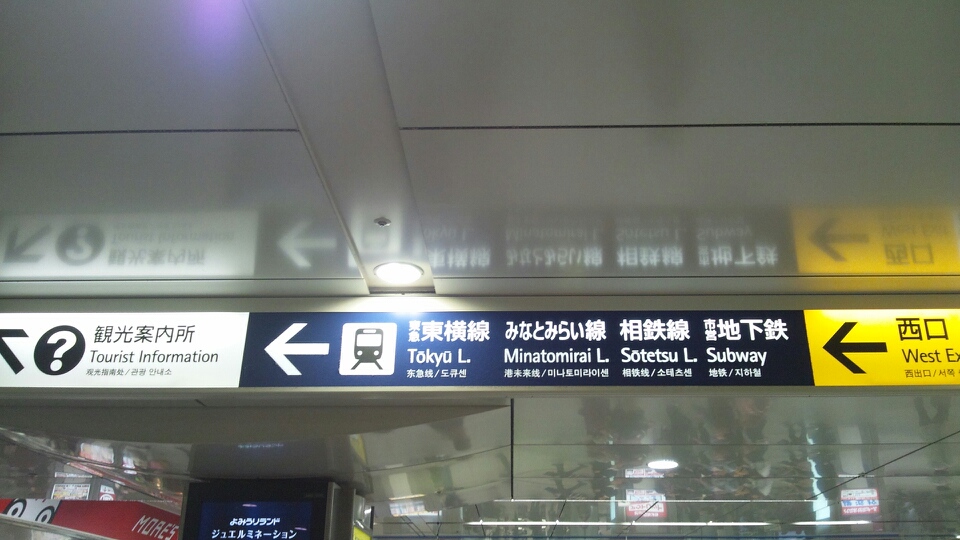 観光案内所
Tourist Information
观光指南处/관광 안내소
東急東横線
Tōkyū L.
东急线/도큐센
みなとみらい線
Minatomirai L.
港未来线/미나토미라이센
相鉄線
Sōtetsu L.
相铁线/소테츠센
市営地下鉄
Subway
地铁/지하철
西口
West Ex
西出口/서쪽
MORE'S
よみうりランド
ジュエルミネーション